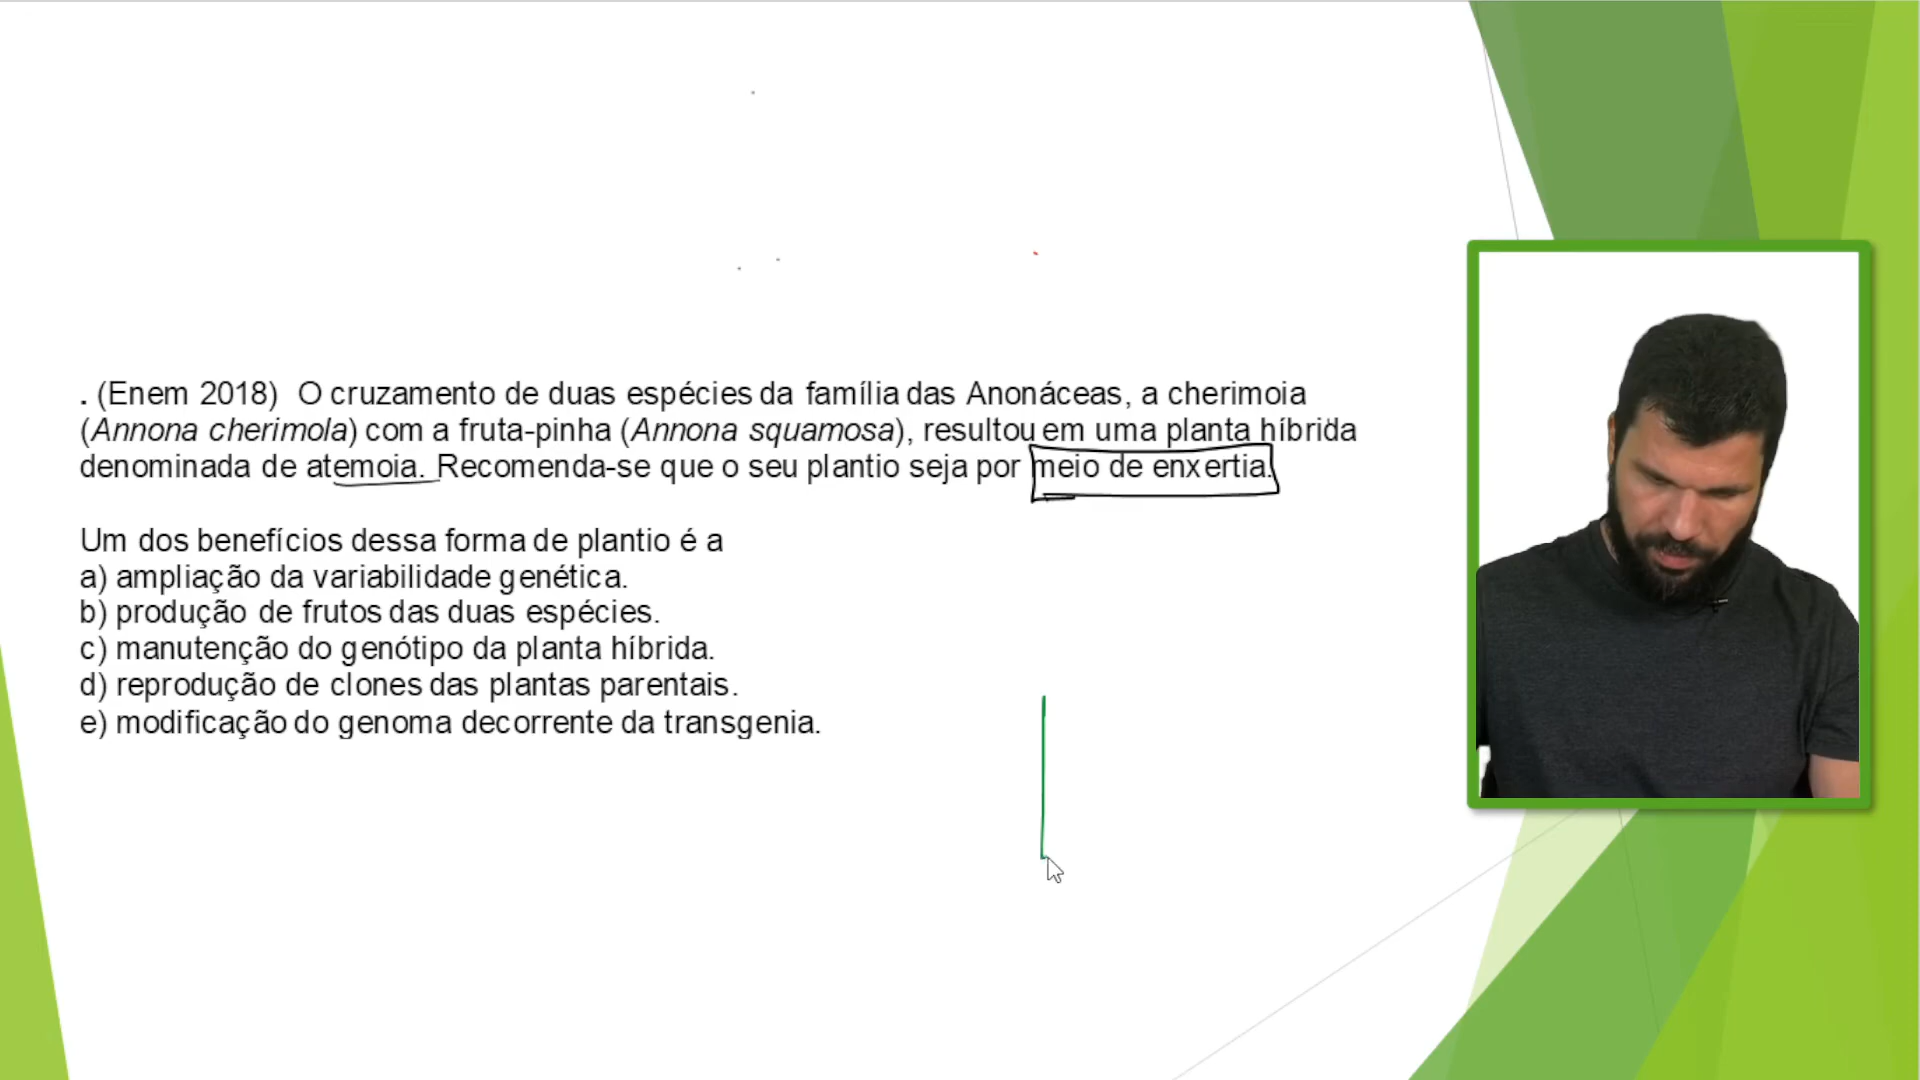 . (Enem 2018) O cruzamento de duas espécies da família das Anonáceas, a cherimoia
(Annona cherimola) com a fruta-pinha (Annona squamosa), resultou em uma planta híbrida
denominada de atemoia. Recomenda-se que o seu plantio seja por meio de enxertia.
Um dos benefícios dessa forma de plantio é a
a) ampliação da variabilidade genética.
b) produção de frutos das duas espécies.
c) manutenção do genótipo da planta híbrida.
d) reprodução de clones das plantas parentais.
e) modificação do genoma decorrente da transgenia.